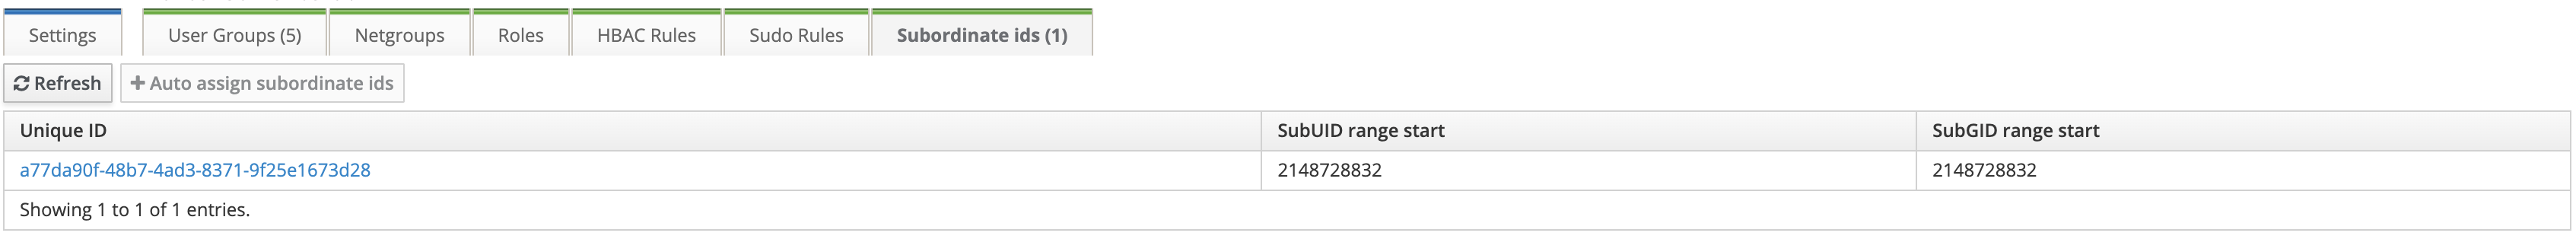 Settings User Groups (5) Netgroups Roles HBAC Rules Sudo Rules Subordinate ids (1)
Refresh + Auto assign subordinate ids
Unique ID SubUID range start SubGID range start
a77da90f-48b7-4ad3-8371-9f25e1673d28 2148728832 2148728832
Showing 1 to 1 of 1 entries.